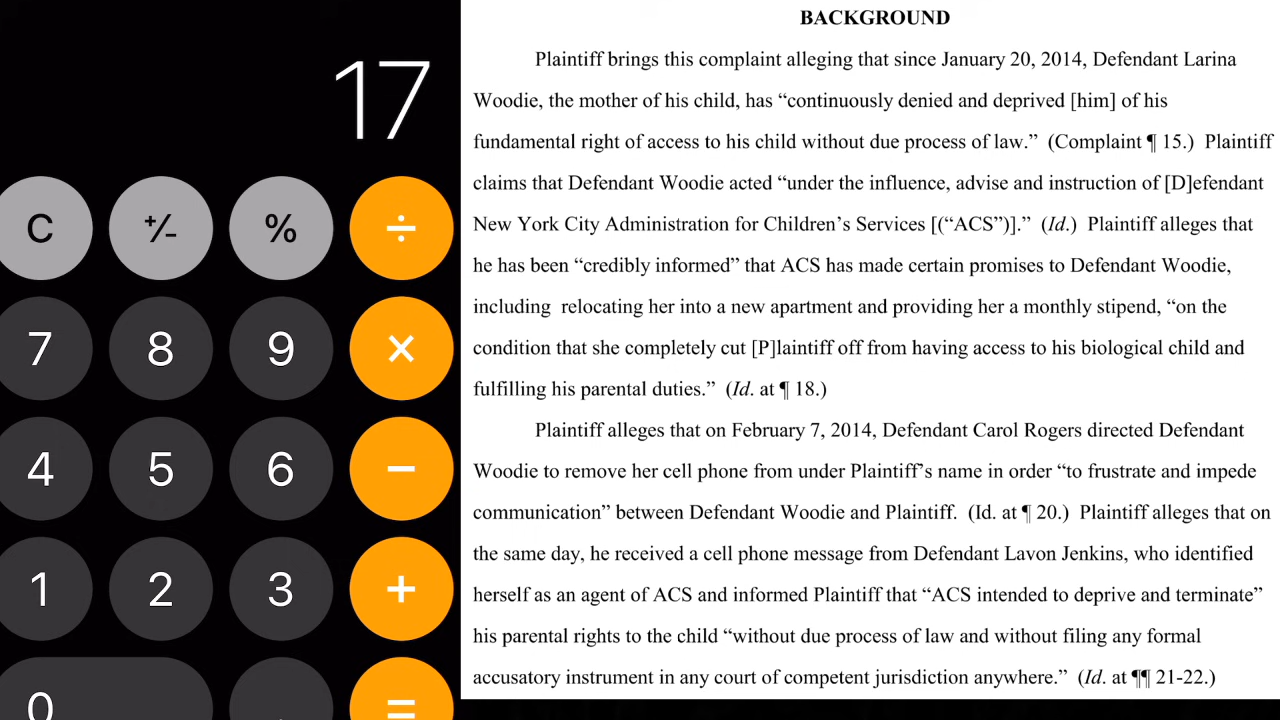 17
C +/- % ÷
7 8 9 ×
4 5 6 −
1 2 3 +
0 . =
BACKGROUND
Plaintiff brings this complaint alleging that since January 20, 2014, Defendant Larina
Woodie, the mother of his child, has “continuously denied and deprived [him] of his
fundamental right of access to his child without due process of law.”  (Complaint ¶ 15.)  Plaintiff
claims that Defendant Woodie acted “under the influence, advise and instruction of [D]efendant
New York City Administration for Children’s Services [(“ACS”)].”  (Id.)  Plaintiff alleges that
he has been “credibly informed” that ACS has made certain promises to Defendant Woodie,
including  relocating her into a new apartment and providing her a monthly stipend, “on the
condition that she completely cut [P]laintiff off from having access to his biological child and
fulfilling his parental duties.”  (Id. at ¶ 18.)
Plaintiff alleges that on February 7, 2014, Defendant Carol Rogers directed Defendant
Woodie to remove her cell phone from under Plaintiff’s name in order “to frustrate and impede
communication” between Defendant Woodie and Plaintiff.  (Id. at ¶ 20.)  Plaintiff alleges that on
the same day, he received a cell phone message from Defendant Lavon Jenkins, who identified
herself as an agent of ACS and informed Plaintiff that “ACS intended to deprive and terminate”
his parental rights to the child “without due process of law and without filing any formal
accusatory instrument in any court of competent jurisdiction anywhere.”  (Id. at ¶¶ 21-22.)